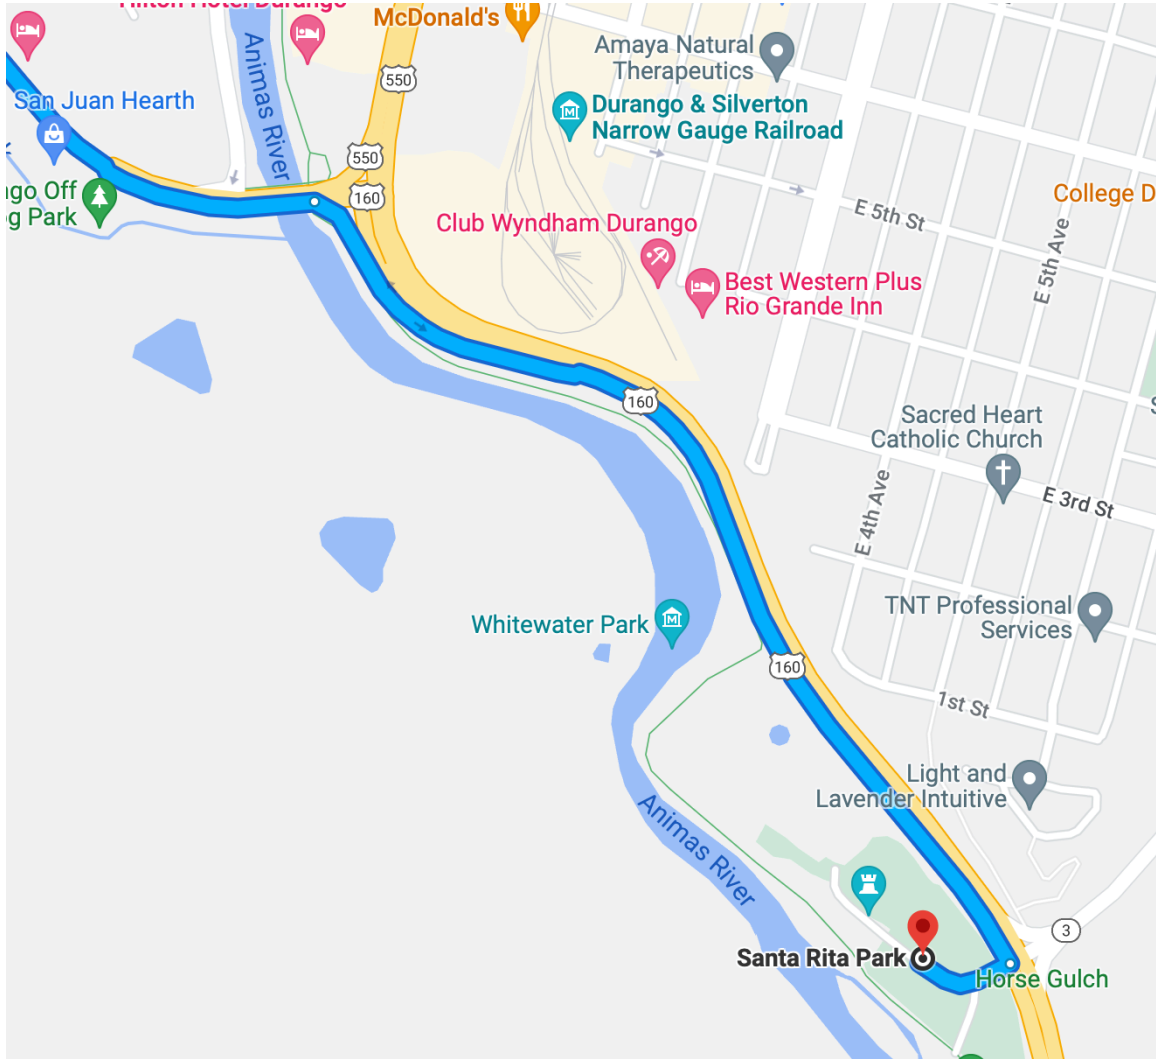 Hilton Hotel Durango
McDonald's
550
Amaya Natural
Therapeutics
San Juan Hearth
Animas River
Durango & Silverton
Narrow Gauge Railroad
550
160
ngo Off
g Park
College D
E 5th St
E 5th Ave
Club Wyndham Durango
Best Western Plus
Rio Grande Inn
160
Sacred Heart
Catholic Church
E 3rd St
E 4th Ave
TNT Professional
Services
Whitewater Park
160
1st St
Light and
Lavender Intuitive
Animas River
3
Santa Rita Park
Horse Gulch